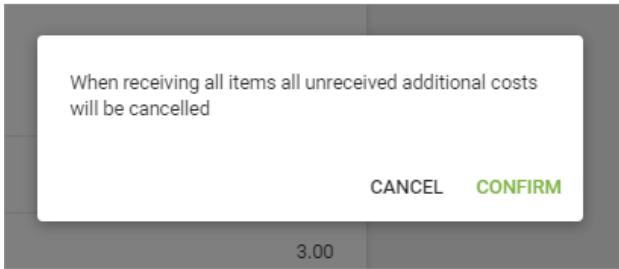 When receiving all items all unreceived additional costs
will be cancelled
CANCEL CONFIRM
3.00